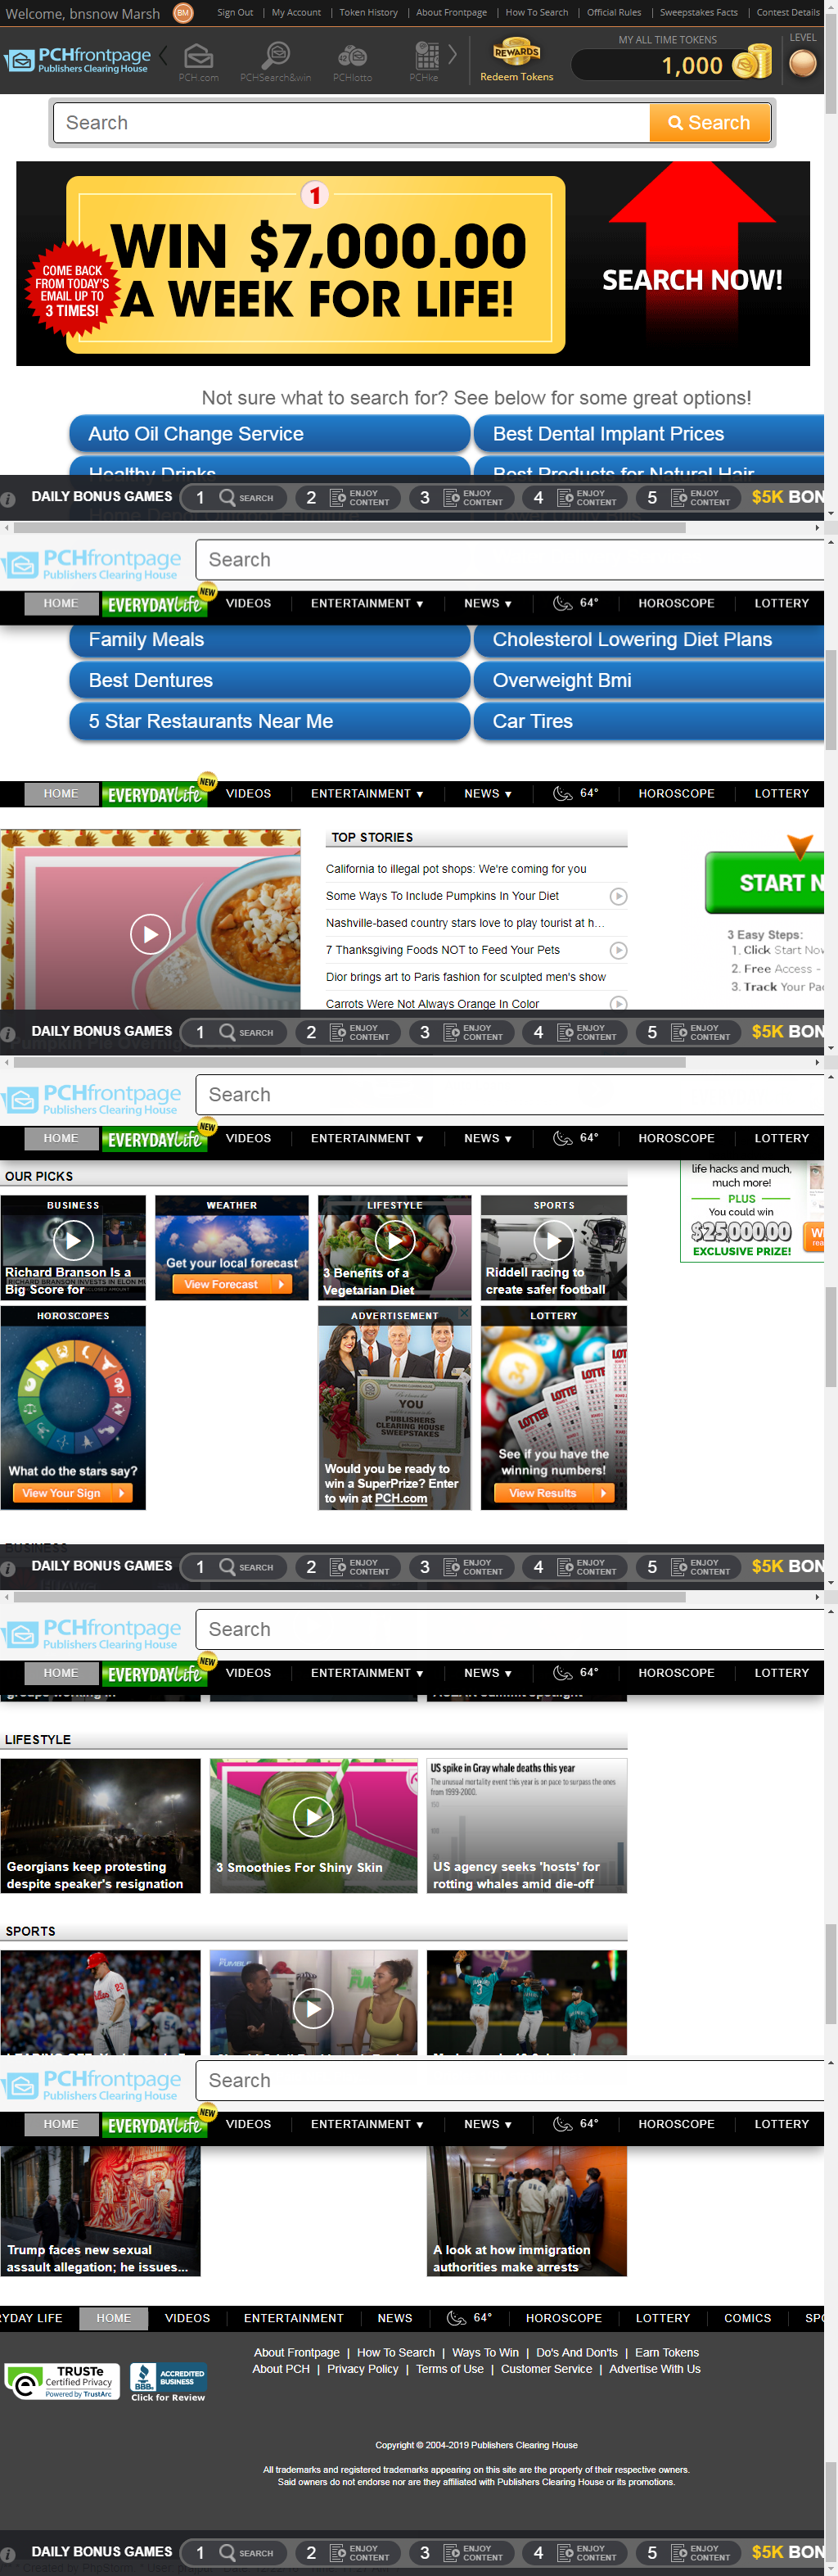 Welcome, bnsnow Marsh BM Sign Out | My Account | Token History | About Frontpage | How To Search | Official Rules | Sweepstakes Facts | Contest Details
PCHfrontpage
Publishers Clearing House
PCH.com PCHSearch&win PCHlotto PCHke
REWARDS
Redeem Tokens
MY ALL TIME TOKENS
1,000
LEVEL
Search Search
1
WIN $7,000.00
A WEEK FOR LIFE!
COME BACK
FROM TODAY'S
EMAIL UP TO
3 TIMES!
SEARCH NOW!
Not sure what to search for? See below for some great options!
Auto Oil Change Service Best Dental Implant Prices
Healthy Drinks Best Products for Natural Hair
DAILY BONUS GAMES 1 SEARCH 2 ENJOY CONTENT 3 ENJOY CONTENT 4 ENJOY CONTENT 5 ENJOY CONTENT $5K BON
PCHfrontpage
Publishers Clearing House
Search
HOME EVERYDAYLife NEW VIDEOS ENTERTAINMENT ▼ NEWS ▼ 64° HOROSCOPE LOTTERY
Family Meals Cholesterol Lowering Diet Plans
Best Dentures Overweight Bmi
5 Star Restaurants Near Me Car Tires
HOME EVERYDAYLife NEW VIDEOS ENTERTAINMENT ▼ NEWS ▼ 64° HOROSCOPE LOTTERY
TOP STORIES
California to illegal pot shops: We're coming for you
Some Ways To Include Pumpkins In Your Diet
Nashville-based country stars love to play tourist at h...
7 Thanksgiving Foods NOT to Feed Your Pets
Dior brings art to Paris fashion for sculpted men's show
Carrots Were Not Always Orange In Color
START N
3 Easy Steps:
1. Click Start Now
2. Free Access -
3. Track Your Pac
DAILY BONUS GAMES 1 SEARCH 2 ENJOY CONTENT 3 ENJOY CONTENT 4 ENJOY CONTENT 5 ENJOY CONTENT $5K BON
PCHfrontpage
Publishers Clearing House
Search
HOME EVERYDAYLife NEW VIDEOS ENTERTAINMENT ▼ NEWS ▼ 64° HOROSCOPE LOTTERY
OUR PICKS
BUSINESS
Richard Branson Is a
Big Score for
WEATHER
Get your local forecast
View Forecast
LIFESTYLE
3 Benefits of a
Vegetarian Diet
SPORTS
Riddell racing to
create safer football
life hacks and much,
much more!
PLUS
You could win
$25,000.00
EXCLUSIVE PRIZE!
HOROSCOPES
What do the stars say?
View Your Sign
ADVERTISEMENT
YOU
PUBLISHERS
CLEARING HOUSE
SWEEPSTAKES
Would you be ready to
win a SuperPrize? Enter
to win at PCH.com
LOTTERY
See if you have the
winning numbers!
View Results
BUSINESS
DAILY BONUS GAMES 1 SEARCH 2 ENJOY CONTENT 3 ENJOY CONTENT 4 ENJOY CONTENT 5 ENJOY CONTENT $5K BON
PCHfrontpage
Publishers Clearing House
Search
HOME EVERYDAYLife NEW VIDEOS ENTERTAINMENT ▼ NEWS ▼ 64° HOROSCOPE LOTTERY
LIFESTYLE
Georgians keep protesting
despite speaker's resignation
3 Smoothies For Shiny Skin
US spike in Gray whale deaths this year
The unusual mortality event this year is on pace to surpass the ones
from 1999-2000.
US agency seeks 'hosts' for
rotting whales amid die-off
SPORTS
PCHfrontpage
Publishers Clearing House
Search
HOME EVERYDAYLife NEW VIDEOS ENTERTAINMENT ▼ NEWS ▼ 64° HOROSCOPE LOTTERY
Trump faces new sexual
assault allegation; he issues...
A look at how immigration
authorities make arrests
RYDAY LIFE HOME VIDEOS ENTERTAINMENT NEWS 64° HOROSCOPE LOTTERY COMICS SPO
TRUSTe
Certified Privacy
Powered by TrustArc
BBB ACCREDITED BUSINESS
Click for Review
About Frontpage | How To Search | Ways To Win | Do's And Don'ts | Earn Tokens
About PCH | Privacy Policy | Terms of Use | Customer Service | Advertise With Us
Copyright © 2004-2019 Publishers Clearing House
All trademarks and registered trademarks appearing on this site are the property of their respective owners.
Said owners do not endorse nor are they affiliated with Publishers Clearing House or its promotions.
DAILY BONUS GAMES 1 SEARCH 2 ENJOY CONTENT 3 ENJOY CONTENT 4 ENJOY CONTENT 5 ENJOY CONTENT $5K BON